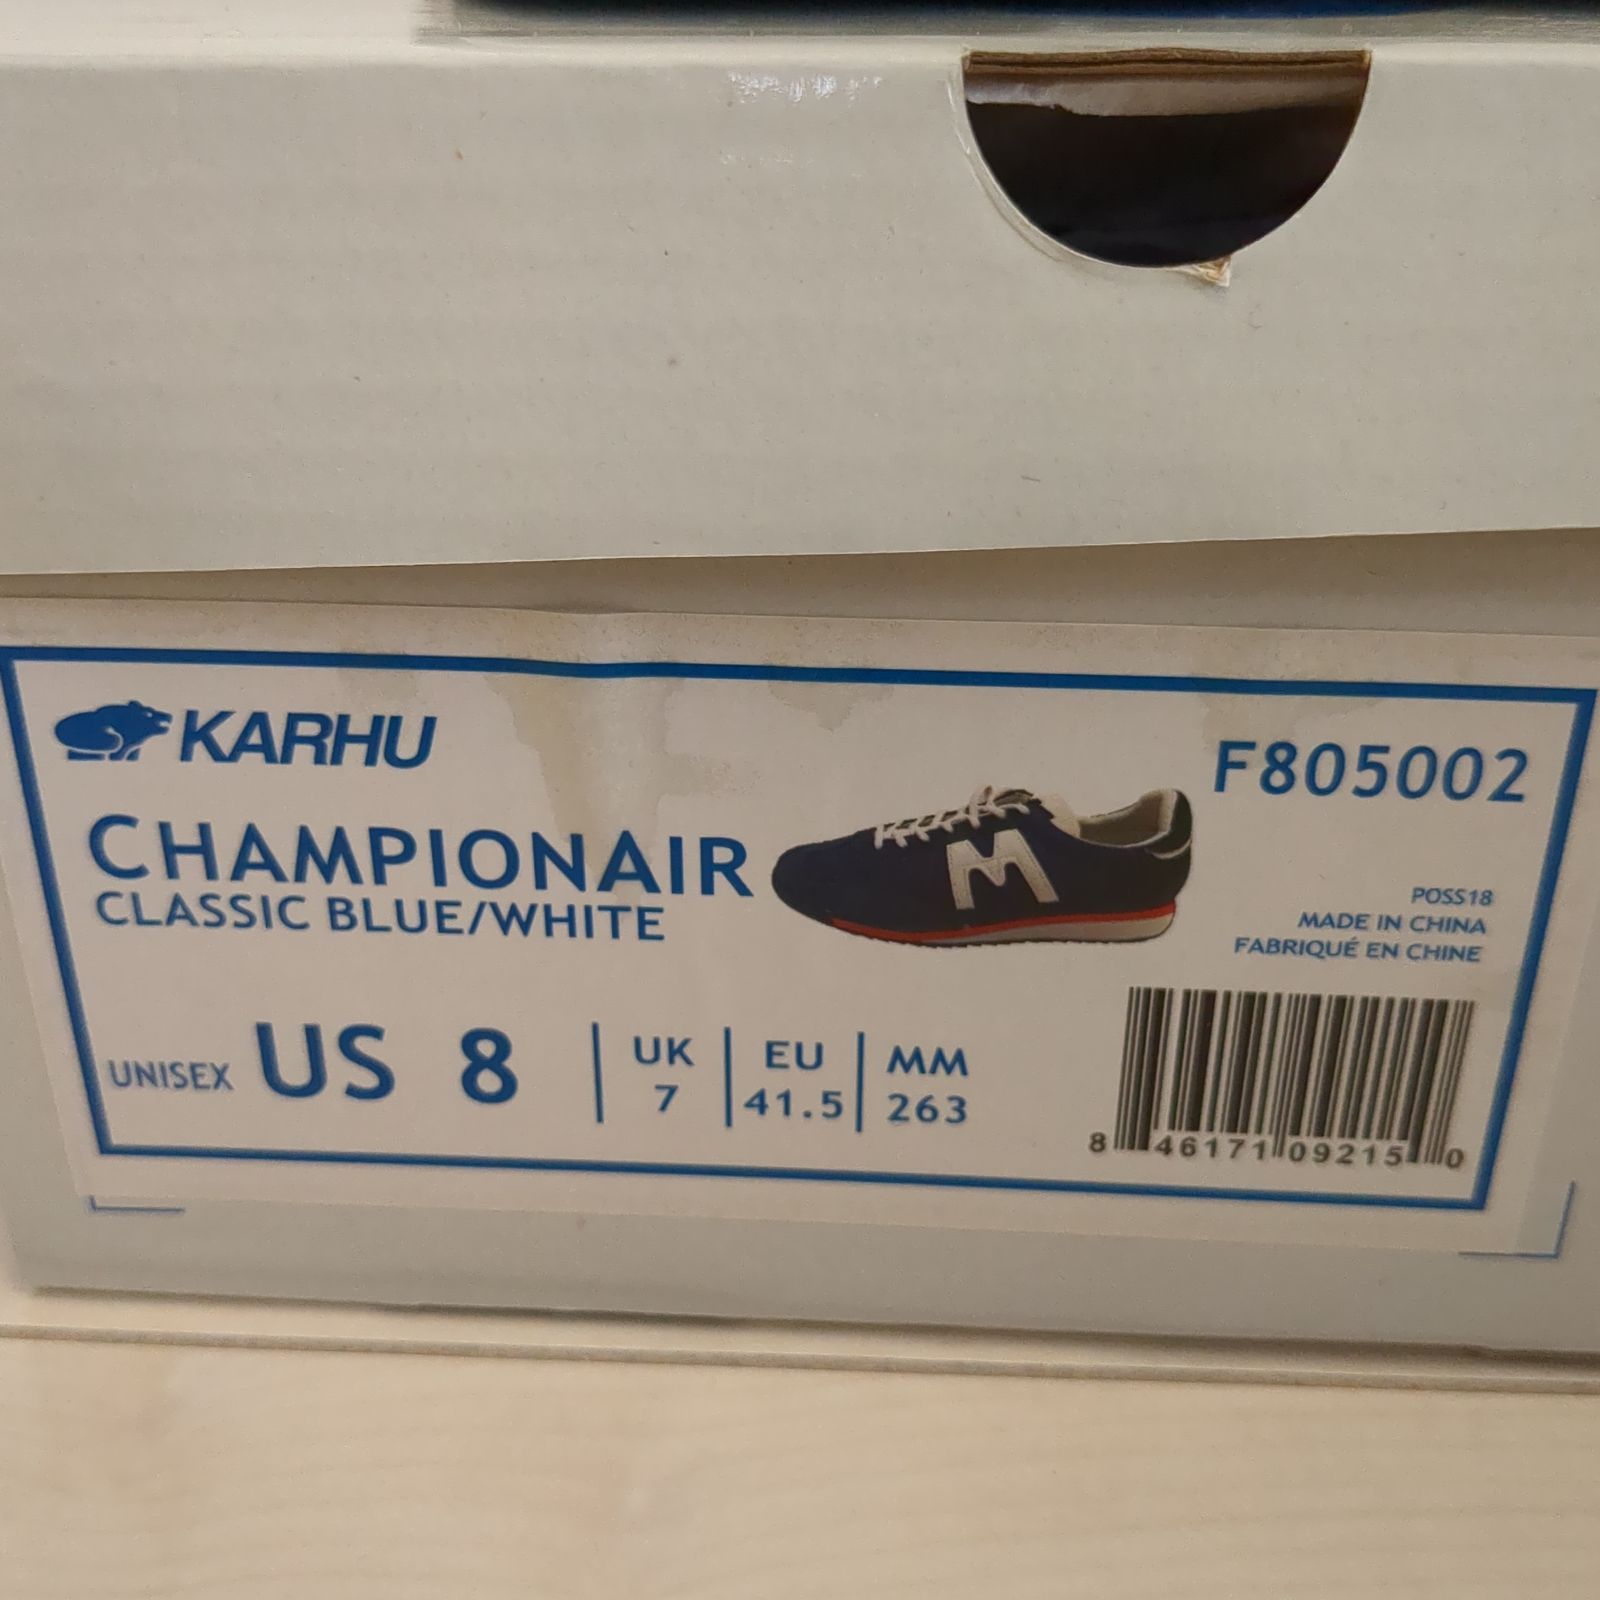 KARHU
F805002
CHAMPIONAIR
CLASSIC BLUE/WHITE
M
POSS18
MADE IN CHINA
FABRIQUÉ EN CHINE
UNISEX US 8
UK
7
EU
41.5
MM
263
8 46171 09215 0